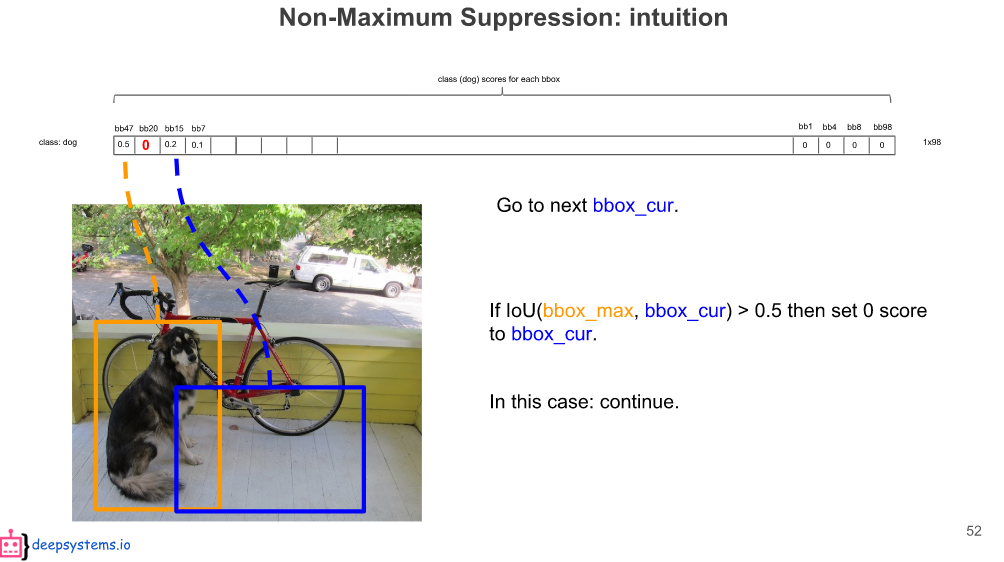 Non-Maximum Suppression: intuition
class (dog) scores for each bbox
bb47 bb20 bb15 bb7 bb1 bb4 bb8 bb98
class: dog 0.5 0 0.2 0.1 0 0 0 0 1x98
Go to next bbox_cur.
If IoU(bbox_max, bbox_cur) > 0.5 then set 0 score
to bbox_cur.
In this case: continue.
52
deepsystems.io